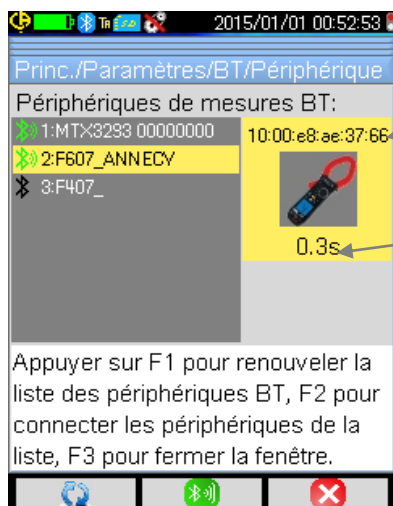 2015/01/01 00:52:53
Princ./Paramètres/BT/Périphérique
Périphériques de mesures BT:
1:MTX3293 00000000
10:00:e8:ae:37:66
2:F607_ANNECY
3:F407_
0.3s
Appuyer sur F1 pour renouveler la
liste des périphériques BT, F2 pour
connecter les périphériques de la
liste, F3 pour fermer la fenêtre.